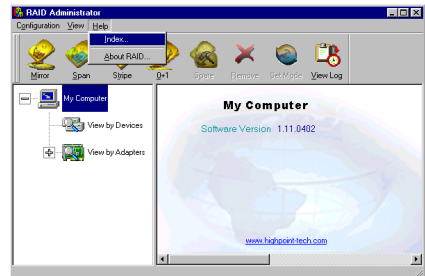 RAID Administrator
Configuration View Help
Index...
About RAID...
Mirror Span Stripe 0+1 Spare Remove Set Mode View Log
My Computer
View by Devices
View by Adapters
My Computer
Software Version 1.11.0402
www.highpoint-tech.com